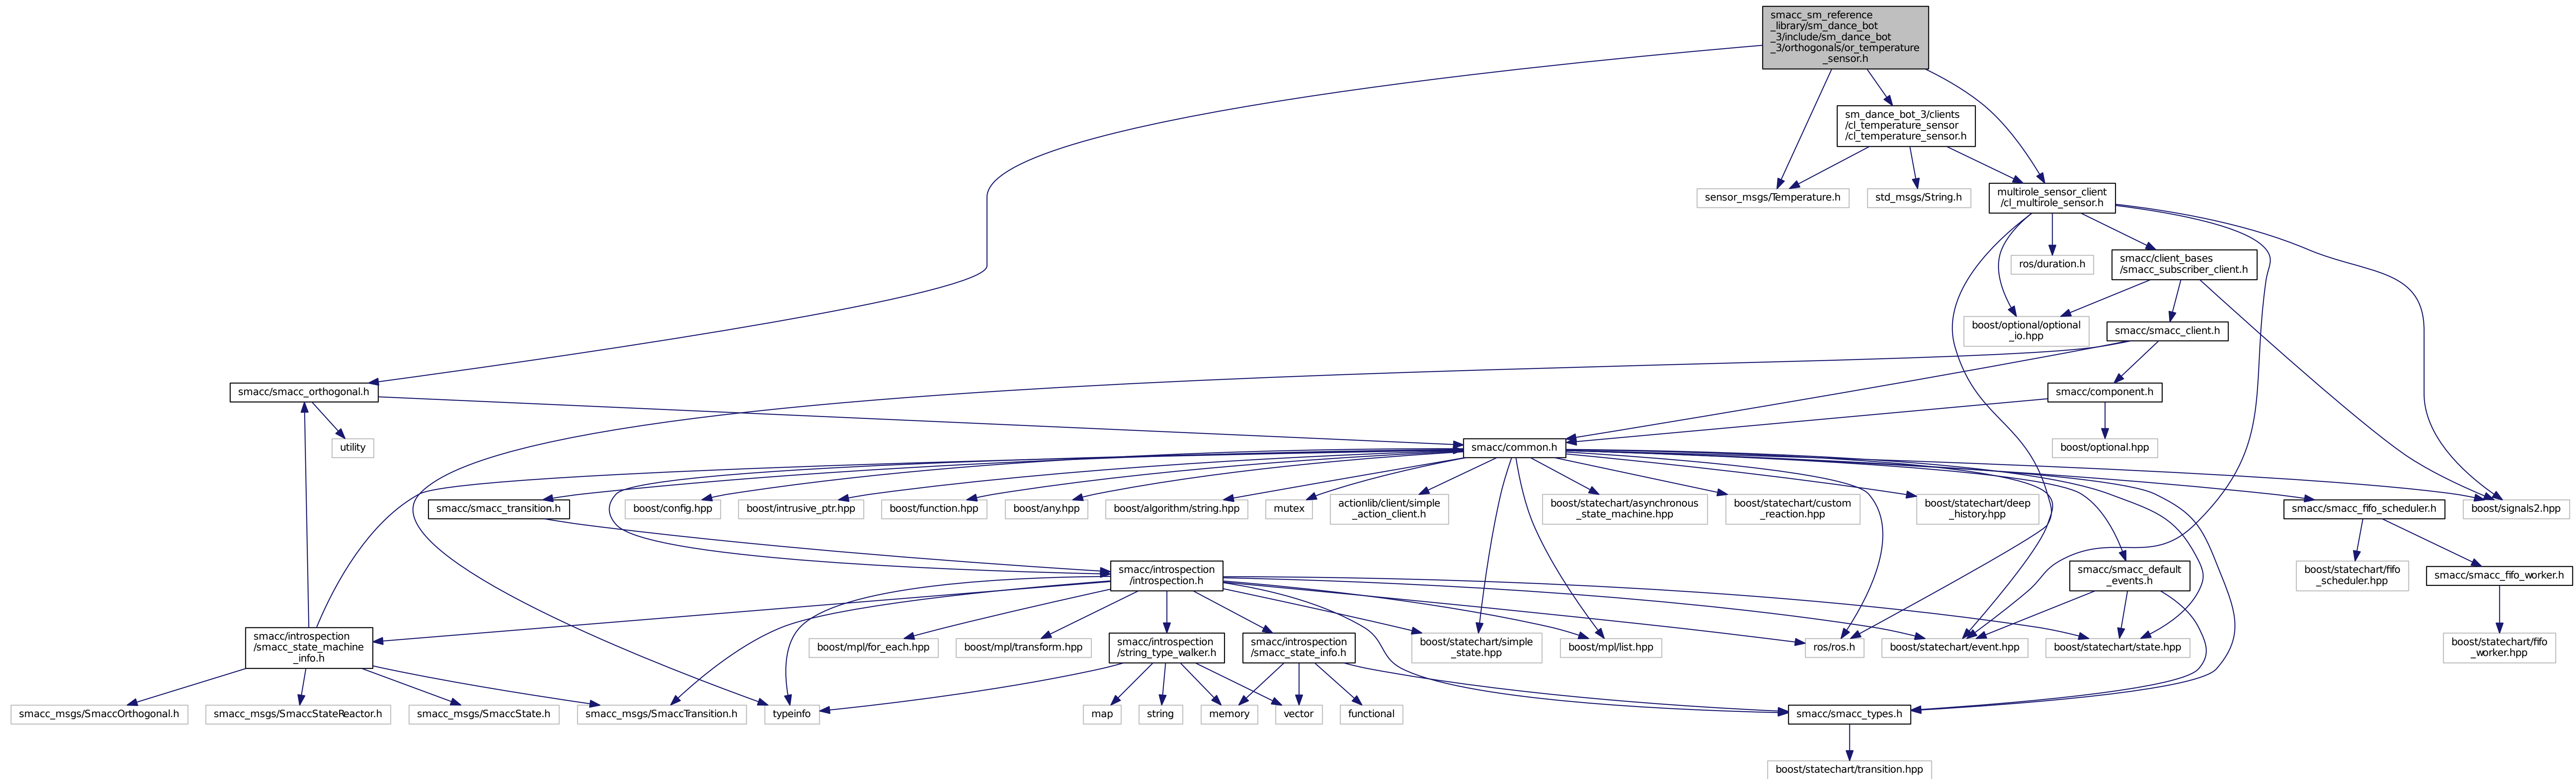 smacc_sm_reference
_library/sm_dance_bot
_3/include/sm_dance_bot
_3/orthogonals/or_temperature
_sensor.h
sm_dance_bot_3/clients
/cl_temperature_sensor
/cl_temperature_sensor.h
sensor_msgs/Temperature.h
std_msgs/String.h
multirole_sensor_client
/cl_multirole_sensor.h
ros/duration.h
smacc/client_bases
/smacc_subscriber_client.h
boost/optional/optional
_io.hpp
smacc/smacc_client.h
smacc/smacc_orthogonal.h
smacc/component.h
utility
smacc/common.h
boost/optional.hpp
smacc/smacc_transition.h
boost/config.hpp
boost/intrusive_ptr.hpp
boost/function.hpp
boost/any.hpp
boost/algorithm/string.hpp
mutex
actionlib/client/simple
_action_client.h
boost/statechart/asynchronous
_state_machine.hpp
boost/statechart/custom
_reaction.hpp
boost/statechart/deep
_history.hpp
smacc/smacc_fifo_scheduler.h
boost/signals2.hpp
smacc/introspection
/introspection.h
smacc/smacc_default
_events.h
boost/statechart/fifo
_scheduler.hpp
smacc/smacc_fifo_worker.h
smacc/introspection
/smacc_state_machine
_info.h
boost/mpl/for_each.hpp
boost/mpl/transform.hpp
smacc/introspection
/string_type_walker.h
smacc/introspection
/smacc_state_info.h
boost/statechart/simple
_state.hpp
boost/mpl/list.hpp
ros/ros.h
boost/statechart/event.hpp
boost/statechart/state.hpp
boost/statechart/fifo
_worker.hpp
smacc_msgs/SmaccOrthogonal.h
smacc_msgs/SmaccStateReactor.h
smacc_msgs/SmaccState.h
smacc_msgs/SmaccTransition.h
typeinfo
map
string
memory
vector
functional
smacc/smacc_types.h
boost/statechart/transition.hpp